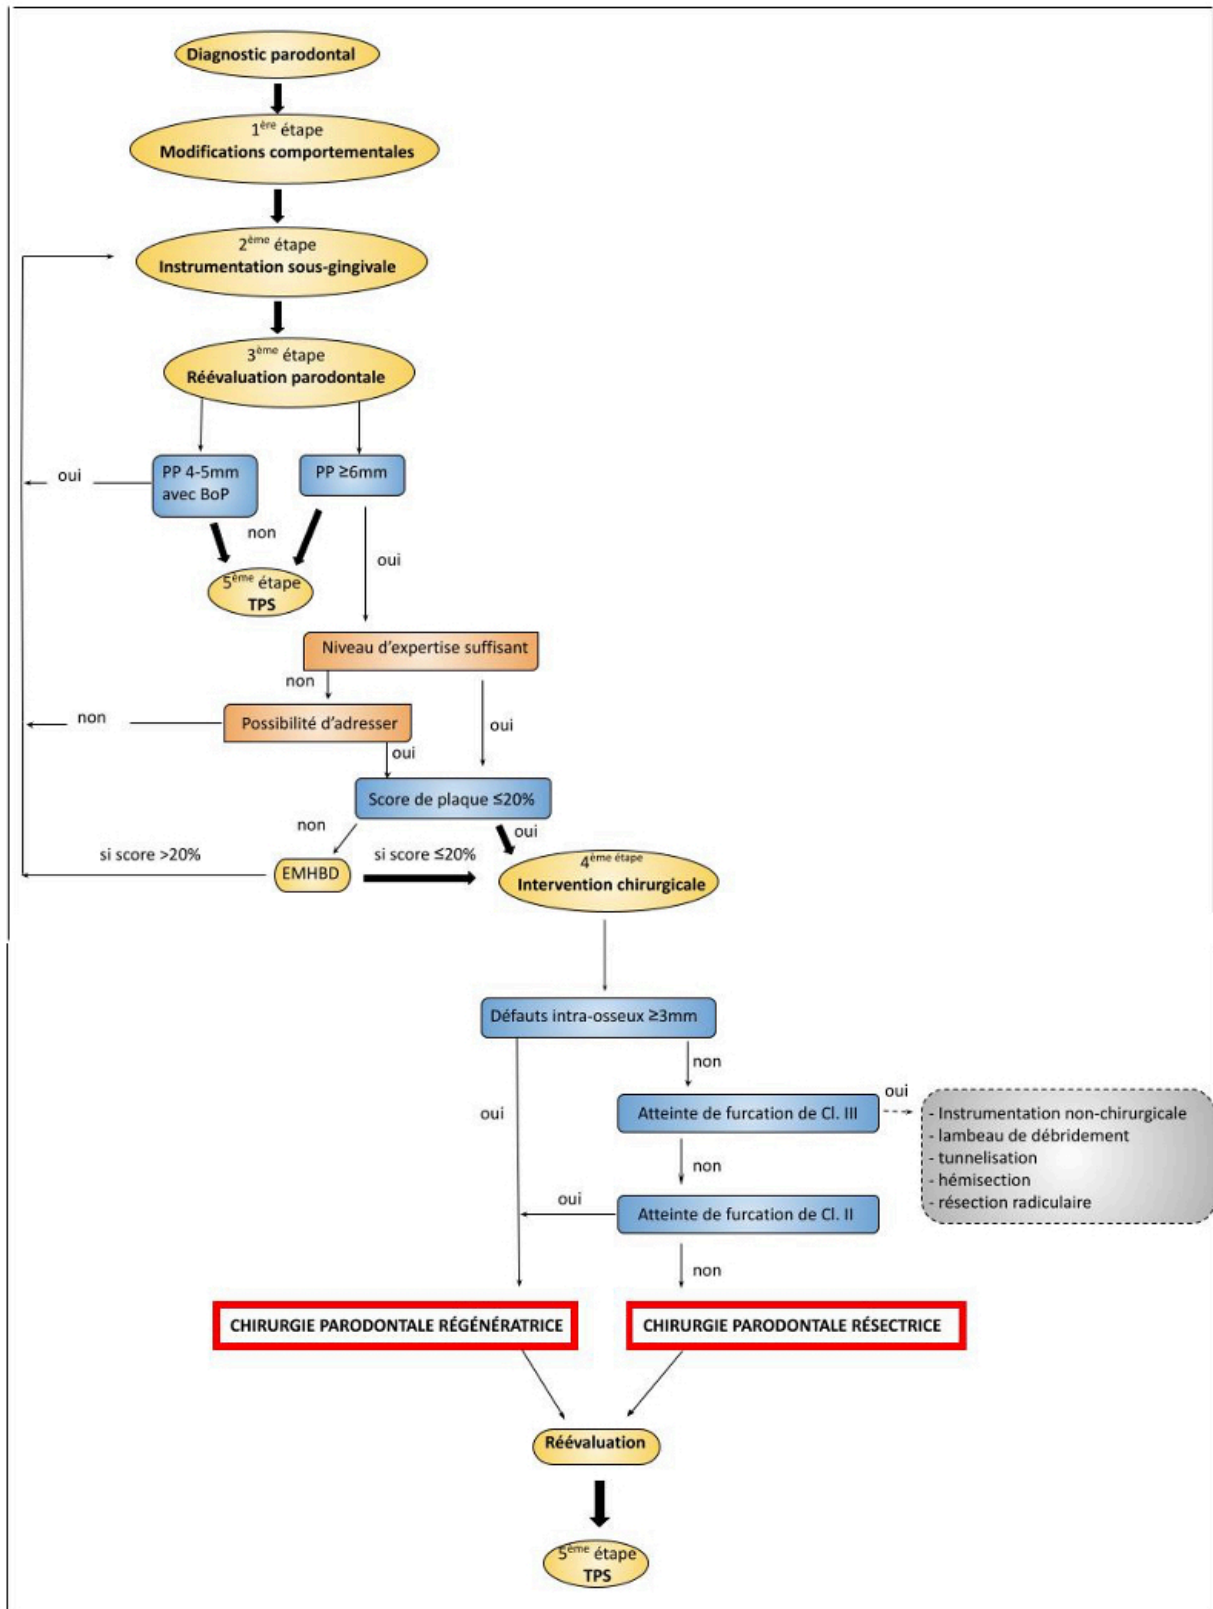 Diagnostic parodontal
1ère étape
Modifications comportementales
2ème étape
Instrumentation sous-gingivale
3ème étape
Réévaluation parodontale
oui
PP 4-5mm
avec BoP
PP ≥6mm
non
oui
5ème étape
TPS
Niveau d'expertise suffisant
non
oui
non
Possibilité d'adresser
oui
Score de plaque ≤20%
non
oui
si score >20%
EMHBD
si score ≤20%
4ème étape
Intervention chirurgicale
Défauts intra-osseux ≥3mm
non
oui
Atteinte de furcation de Cl. III
oui
- Instrumentation non-chirurgicale
- lambeau de débridement
- tunnelisation
- hémisection
- résection radiculaire
non
oui
Atteinte de furcation de Cl. II
non
CHIRURGIE PARODONTALE RÉGÉNÉRATRICE
CHIRURGIE PARODONTALE RÉSECTRICE
Réévaluation
5ème étape
TPS